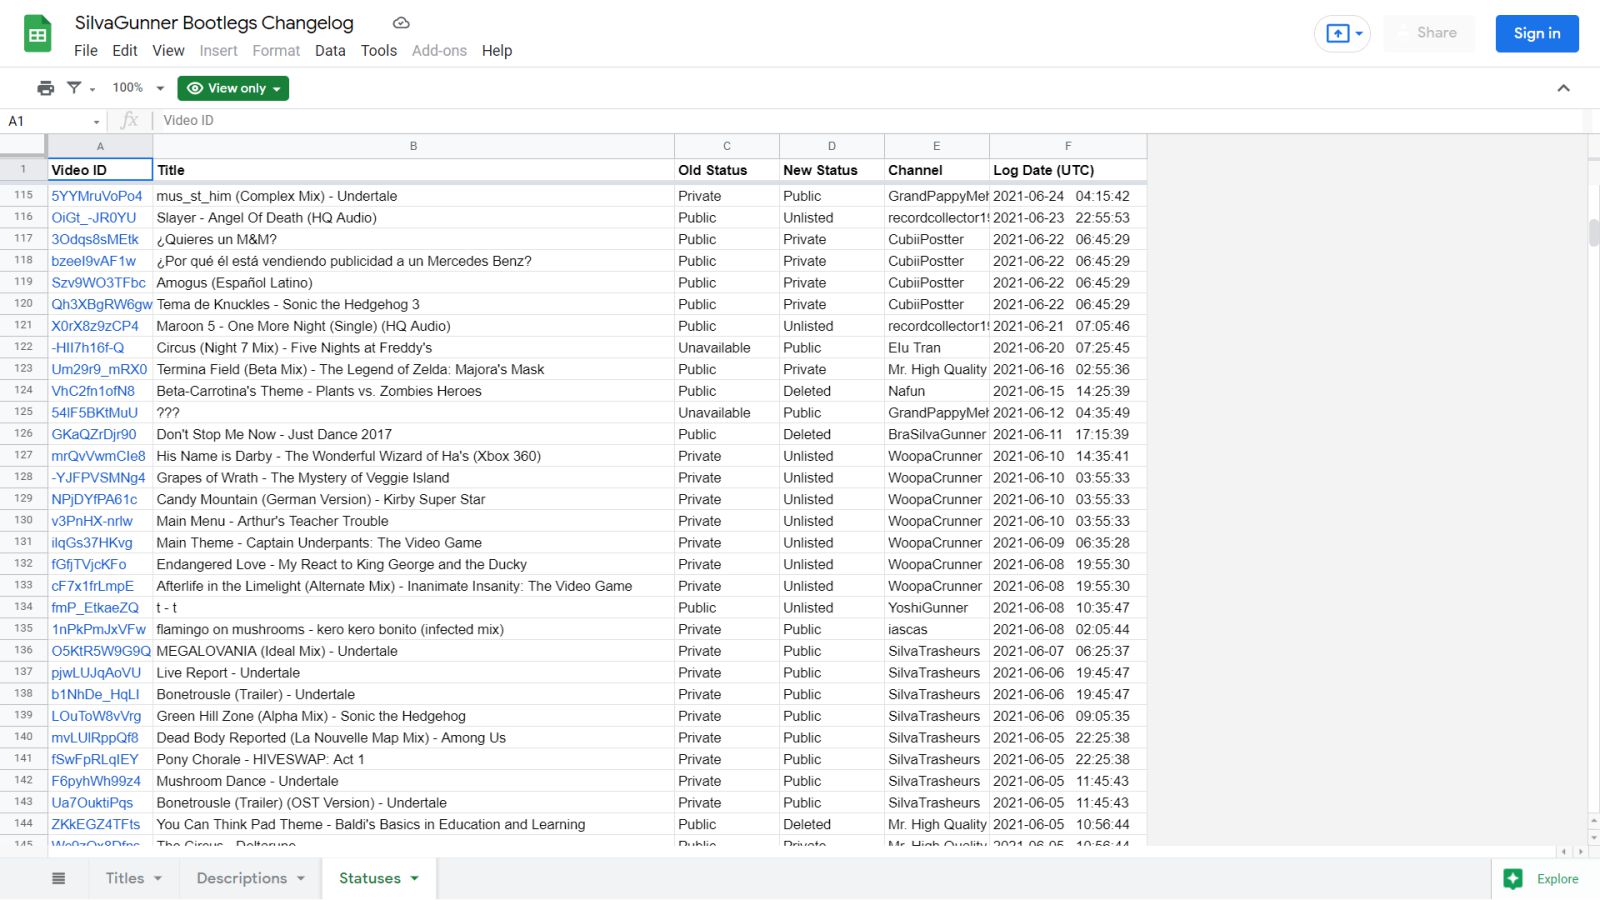 SilvaGunner Bootlegs Changelog
File Edit View Insert Format Data Tools Add-ons Help
Share
Sign in
100% View only
A1 fx Video ID
A B C D E F
1 Video ID Title Old Status New Status Channel Log Date (UTC)
115 5YYMruVoPo4 mus_st_him (Complex Mix) - Undertale Private Public GrandPappyMeh 2021-06-24 04:15:42
116 OiGt_-JR0YU Slayer - Angel Of Death (HQ Audio) Public Unlisted recordcollector1 2021-06-23 22:55:53
117 3Odqs8sMEtk ¿Quieres un M&M? Public Private CubiiPostter 2021-06-22 06:45:29
118 bzeeI9vAF1w ¿Por qué él está vendiendo publicidad a un Mercedes Benz? Public Private CubiiPostter 2021-06-22 06:45:29
119 Szv9WO3TFbc Amogus (Español Latino) Public Private CubiiPostter 2021-06-22 06:45:29
120 Qh3XBgRW6gw Tema de Knuckles - Sonic the Hedgehog 3 Public Private CubiiPostter 2021-06-22 06:45:29
121 X0rX8z9zCP4 Maroon 5 - One More Night (Single) (HQ Audio) Public Unlisted recordcollector1 2021-06-21 07:05:46
122 -HII7h16f-Q Circus (Night 7 Mix) - Five Nights at Freddy's Unavailable Public Elu Tran 2021-06-20 07:25:45
123 Um29r9_mRX0 Termina Field (Beta Mix) - The Legend of Zelda: Majora's Mask Public Private Mr. High Quality 2021-06-16 02:55:36
124 VhC2fn1ofN8 Beta-Carrotina's Theme - Plants vs. Zombies Heroes Public Deleted Nafun 2021-06-15 14:25:39
125 54IF5BKtMuU ??? Unavailable Public GrandPappyMeh 2021-06-12 04:35:49
126 GKaQZrDjr90 Don't Stop Me Now - Just Dance 2017 Public Deleted BraSilvaGunner 2021-06-11 17:15:39
127 mrQvVwmCIe8 His Name is Darby - The Wonderful Wizard of Ha's (Xbox 360) Private Unlisted WoopaCrunner 2021-06-10 14:35:41
128 -YJFPVSMNg4 Grapes of Wrath - The Mystery of Veggie Island Private Unlisted WoopaCrunner 2021-06-10 03:55:33
129 NPjDYfPA61c Candy Mountain (German Version) - Kirby Super Star Private Unlisted WoopaCrunner 2021-06-10 03:55:33
130 v3PnHX-nrlw Main Menu - Arthur's Teacher Trouble Private Unlisted WoopaCrunner 2021-06-10 03:55:33
131 ilqGs37HKvg Main Theme - Captain Underpants: The Video Game Private Unlisted WoopaCrunner 2021-06-09 06:35:28
132 fGfjTVjcKFo Endangered Love - My React to King George and the Ducky Private Unlisted WoopaCrunner 2021-06-08 19:55:30
133 cF7x1frLmpE Afterlife in the Limelight (Alternate Mix) - Inanimate Insanity: The Video Game Private Unlisted WoopaCrunner 2021-06-08 19:55:30
134 fmP_EtkaeZQ t - t Public Unlisted YoshiGunner 2021-06-08 10:35:47
135 1nPkPmJxVFw flamingo on mushrooms - kero kero bonito (infected mix) Private Public iascas 2021-06-08 02:05:44
136 O5KtR5W9G9Q MEGALOVANIA (Ideal Mix) - Undertale Private Public SilvaTrasheurs 2021-06-07 06:25:37
137 pjwLUJqAoVU Live Report - Undertale Private Public SilvaTrasheurs 2021-06-06 19:45:47
138 b1NhDe_HqLI Bonetrousle (Trailer) - Undertale Private Public SilvaTrasheurs 2021-06-06 19:45:47
139 LOuToW8vVrg Green Hill Zone (Alpha Mix) - Sonic the Hedgehog Private Public SilvaTrasheurs 2021-06-06 09:05:35
140 mvLUlRppQf8 Dead Body Reported (La Nouvelle Map Mix) - Among Us Private Public SilvaTrasheurs 2021-06-05 22:25:38
141 fSwFpRLqIEY Pony Chorale - HIVESWAP: Act 1 Private Public SilvaTrasheurs 2021-06-05 22:25:38
142 F6pyhWh99z4 Mushroom Dance - Undertale Private Public SilvaTrasheurs 2021-06-05 11:45:43
143 Ua7OuktiPqs Bonetrousle (Trailer) (OST Version) - Undertale Private Public SilvaTrasheurs 2021-06-05 11:45:43
144 ZKkEGZ4TFts You Can Think Pad Theme - Baldi's Basics in Education and Learning Public Deleted Mr. High Quality 2021-06-05 10:56:44
145 The Circus - Deltarune Public Private Mr. High Quality 2021-06-05 10:56:44
Titles Descriptions Statuses Explore